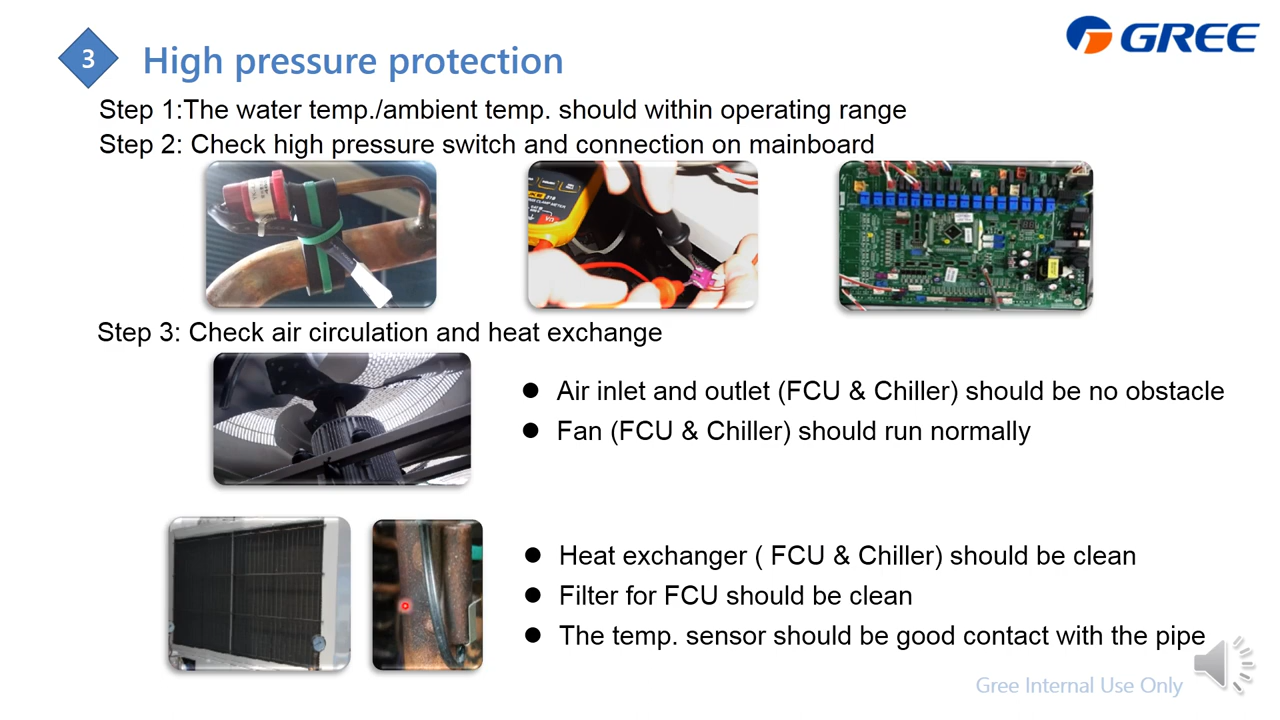 3
High pressure protection
GREE
Step 1:The water temp./ambient temp. should within operating range
Step 2: Check high pressure switch and connection on mainboard
Step 3: Check air circulation and heat exchange
● Air inlet and outlet (FCU & Chiller) should be no obstacle
● Fan (FCU & Chiller) should run normally
● Heat exchanger ( FCU & Chiller) should be clean
● Filter for FCU should be clean
● The temp. sensor should be good contact with the pipe
Gree Internal Use Only